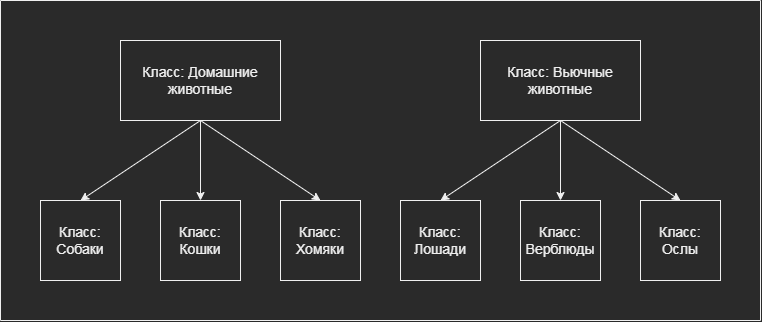 Класс: Домашние
животные
Класс: Вьючные
животные
Класс:
Собаки
Класс:
Кошки
Класс:
Хомяки
Класс:
Лошади
Класс:
Верблюды
Класс:
Ослы